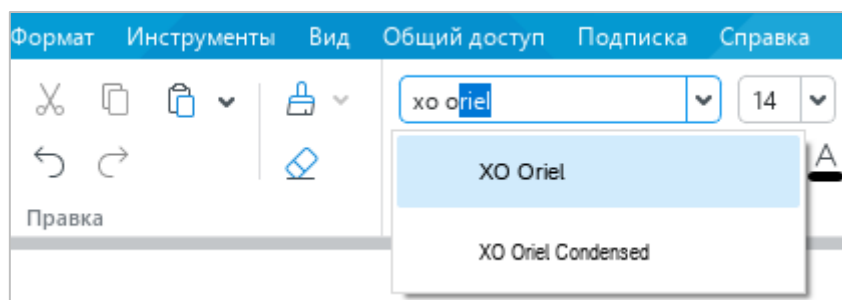 Формат Инструменты Вид Общий доступ Подписка Справка
xo oriel 14
XO Oriel
A
Правка
XO Oriel Condensed